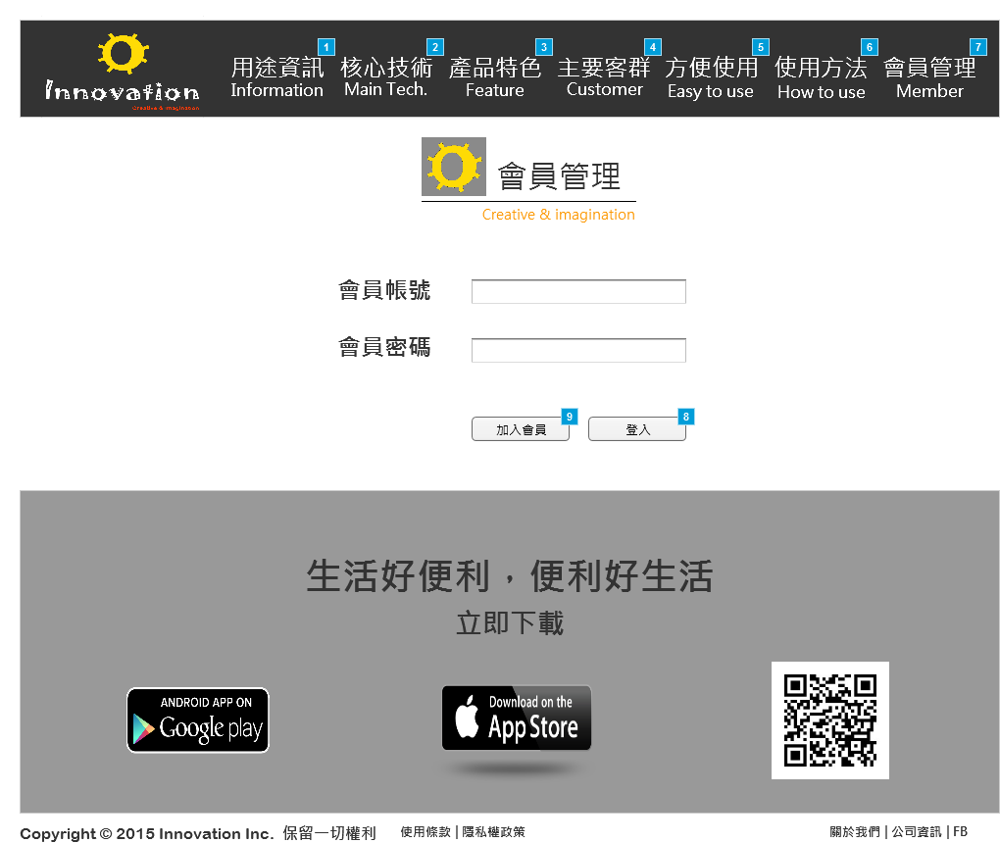 Innovation
Creative & imagination
1
用途資訊
Information
2
核心技術
Main Tech.
3
產品特色
Feature
4
主要客群
Customer
5
方便使用
Easy to use
6
使用方法
How to use
7
會員管理
Member
會員管理
Creative & imagination
會員帳號
會員密碼
加入會員 9
登入 8
生活好便利，便利好生活
立即下載
ANDROID APP ON
Google play
Download on the
App Store
Copyright © 2015 Innovation Inc. 保留一切權利 使用條款 | 隱私權政策 關於我們 | 公司資訊 | FB